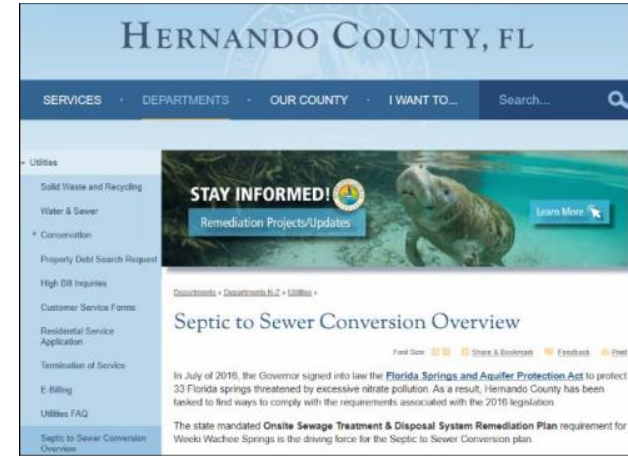 HERNANDO COUNTY, FL
SERVICES · DEPARTMENTS · OUR COUNTY · I WANT TO... Search...
- Utilities
Solid Waste and Recycling
Water & Sewer
Conservation
Property Debt Search Request
High Bill Inquiries
Customer Service Forms
Residential Service
Application
Termination of Service
E-Billing
Utilities FAQ
Septic to Sewer Conversion
Overview
STAY INFORMED!
Remediation Projects/Updates
Learn More
Departments » Departments N-Z » Utilities »
Septic to Sewer Conversion Overview
Font Size: Share & Bookmark Feedback Print
In July of 2016, the Governor signed into law the Florida Springs and Aquifer Protection Act to protect
33 Florida springs threatened by excessive nitrate pollution. As a result, Hernando County has been
tasked to find ways to comply with the requirements associated with the 2016 legislation.
The state mandated Onsite Sewage Treatment & Disposal System Remediation Plan requirement for
Weeki Wachee Springs is the driving force for the Septic to Sewer Conversion plan.